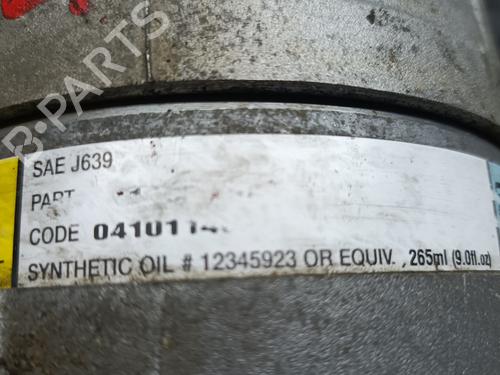 B-PARTS
SAE J639
PART
CODE
SYNTHETIC OIL # 12345923 OR EQUIV. , 265ml (9.0fl.oz)